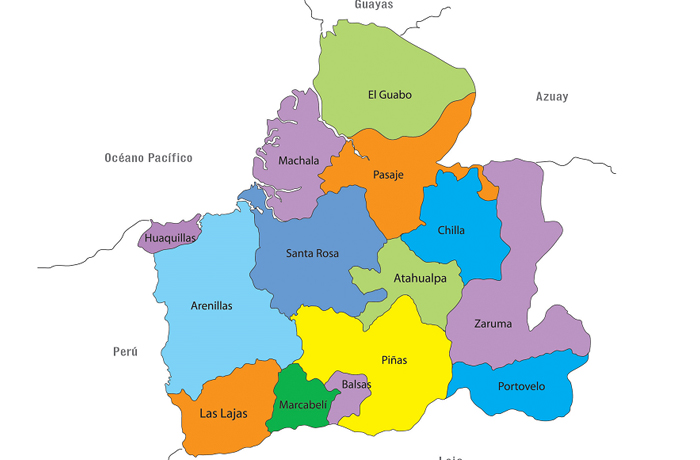 Guayas
El Guabo
Azuay
Océano Pacífico
Machala
Pasaje
Chilla
Huaquillas
Santa Rosa
Atahualpa
Arenillas
Zaruma
Perú
Piñas
Balsas
Portovelo
Las Lajas
Marcabelí